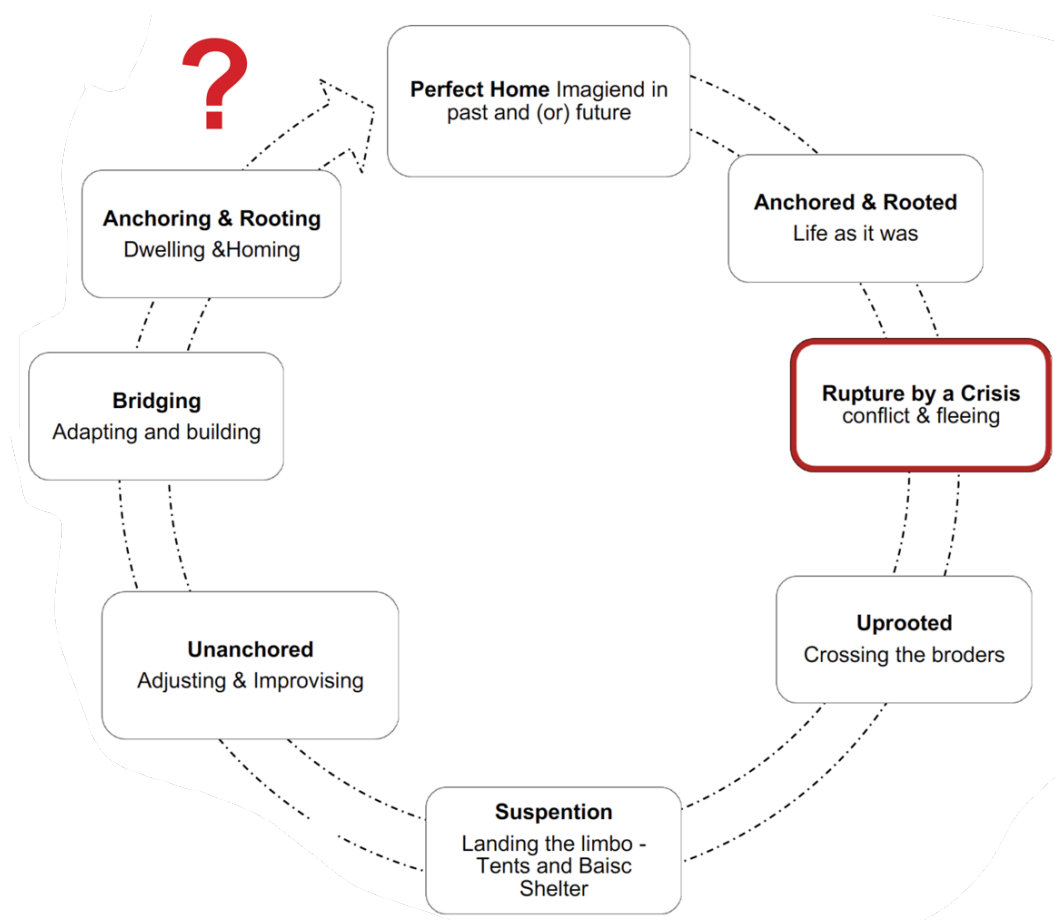 ?
Perfect Home Imagiend in
past and (or) future
Anchored & Rooted
Life as it was
Rupture by a Crisis
conflict & fleeing
Uprooted
Crossing the broders
Suspention
Landing the limbo -
Tents and Baisc
Shelter
Unanchored
Adjusting & Improvising
Bridging
Adapting and building
Anchoring & Rooting
Dwelling &Homing